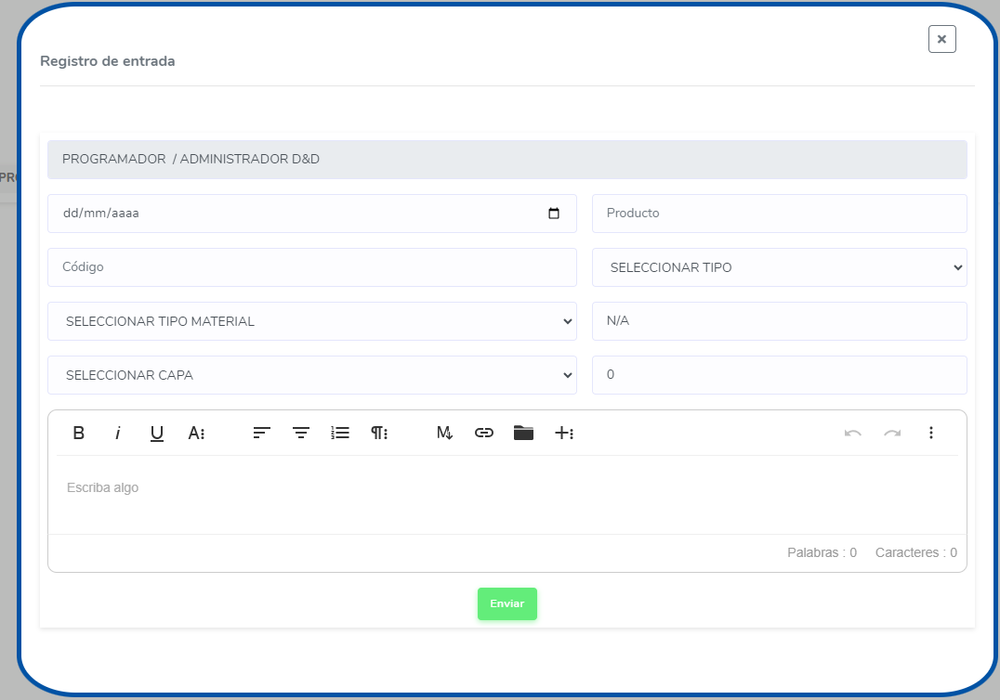 Registro de entrada
PROGRAMADOR / ADMINISTRADOR D&D
PRO
dd/mm/aaaa
Producto
Código
SELECCIONAR TIPO
SELECCIONAR TIPO MATERIAL
N/A
SELECCIONAR CAPA
0
Escriba algo
Palabras : 0 Caracteres : 0
Enviar